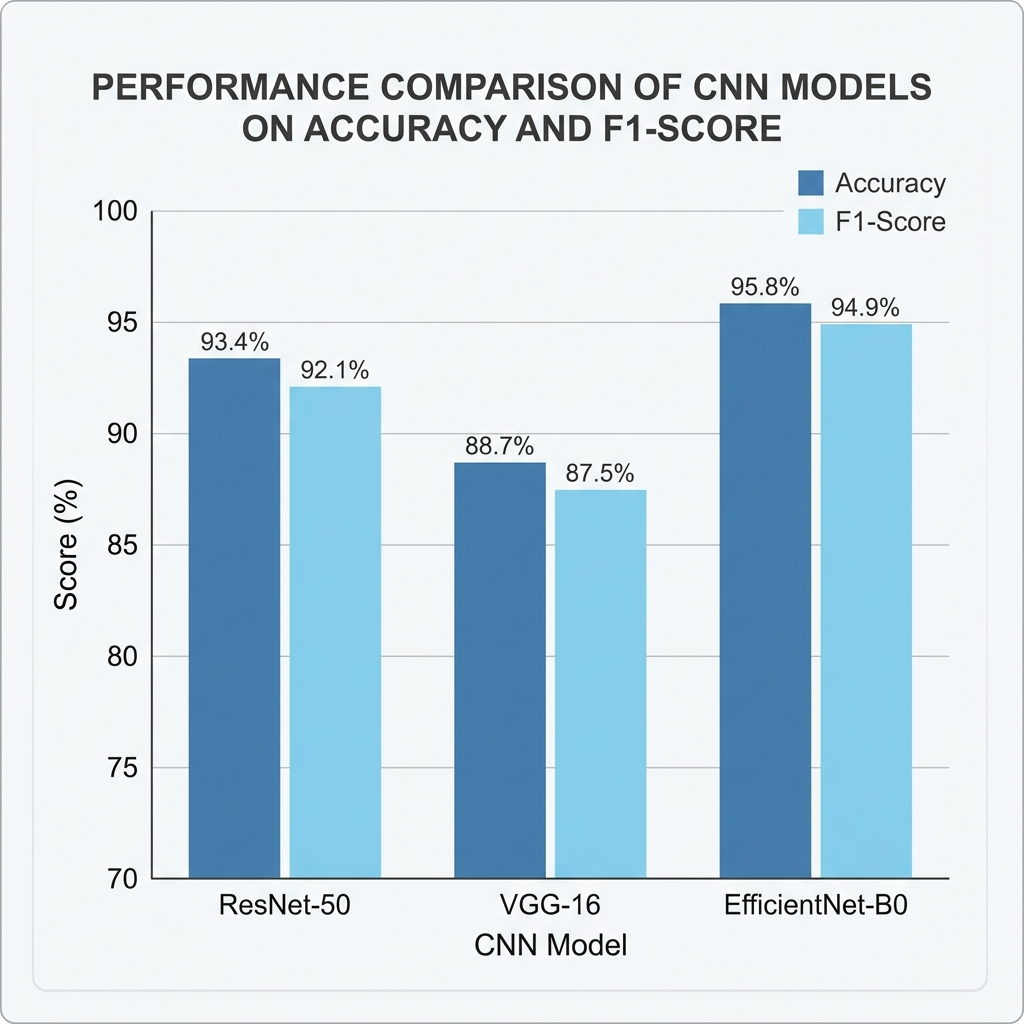 PERFORMANCE COMPARISON OF CNN MODELS
ON ACCURACY AND F1-SCORE
Accuracy
F1-Score
100
95
90
85
80
75
70
Score (%)
93.4%
92.1%
88.7%
87.5%
95.8%
94.9%
ResNet-50
VGG-16
EfficientNet-B0
CNN Model